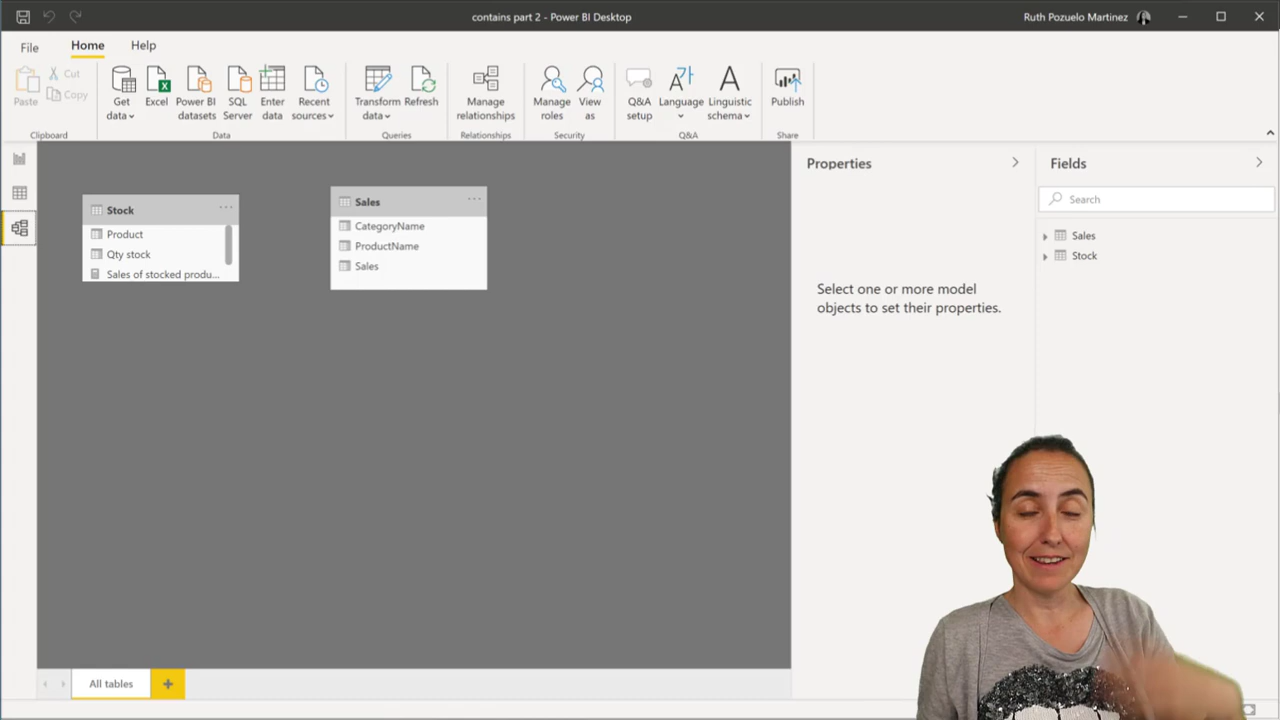 contains part 2 - Power BI Desktop
Ruth Pozuelo Martinez
File
Home
Help
Paste
Cut
Copy
Clipboard
Get data
Excel
Power BI datasets
SQL Server
Enter data
Recent sources
Data
Transform data
Refresh
Queries
Manage relationships
Relationships
Manage roles
View as
Security
Q&A setup
Language
Linguistic schema
Q&A
Publish
Share
Stock
Product
Qty stock
Sales of stocked produ...
Sales
CategoryName
ProductName
Sales
Properties
Select one or more model
objects to set their properties.
Fields
Search
Sales
Stock
All tables